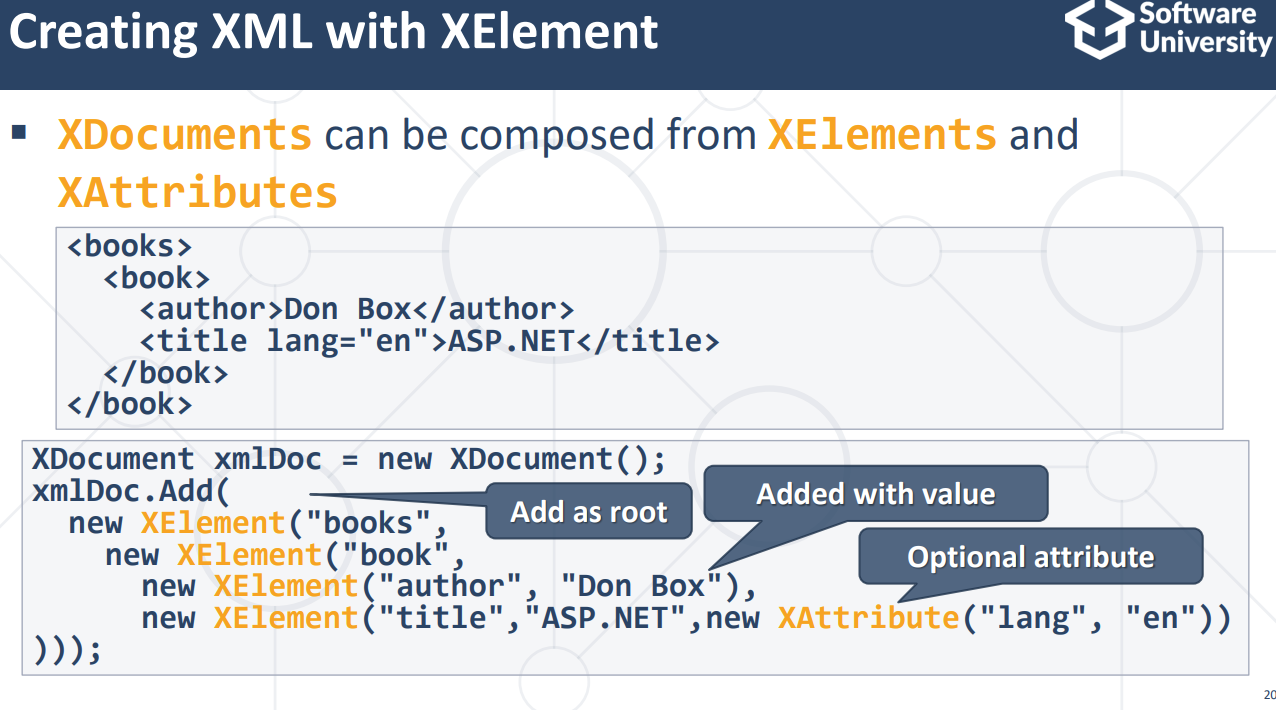 Creating XML with XElement
Software
University
▪ XDocuments can be composed from XElements and
XAttributes
<books>
  <book>
    <author>Don Box</author>
    <title lang="en">ASP.NET</title>
  </book>
</book>
XDocument xmlDoc = new XDocument();
xmlDoc.Add(
  new XElement("books",
    new XElement("book",
      new XElement("author", "Don Box"),
      new XElement("title","ASP.NET",new XAttribute("lang", "en"))
)));
Add as root
Added with value
Optional attribute
20